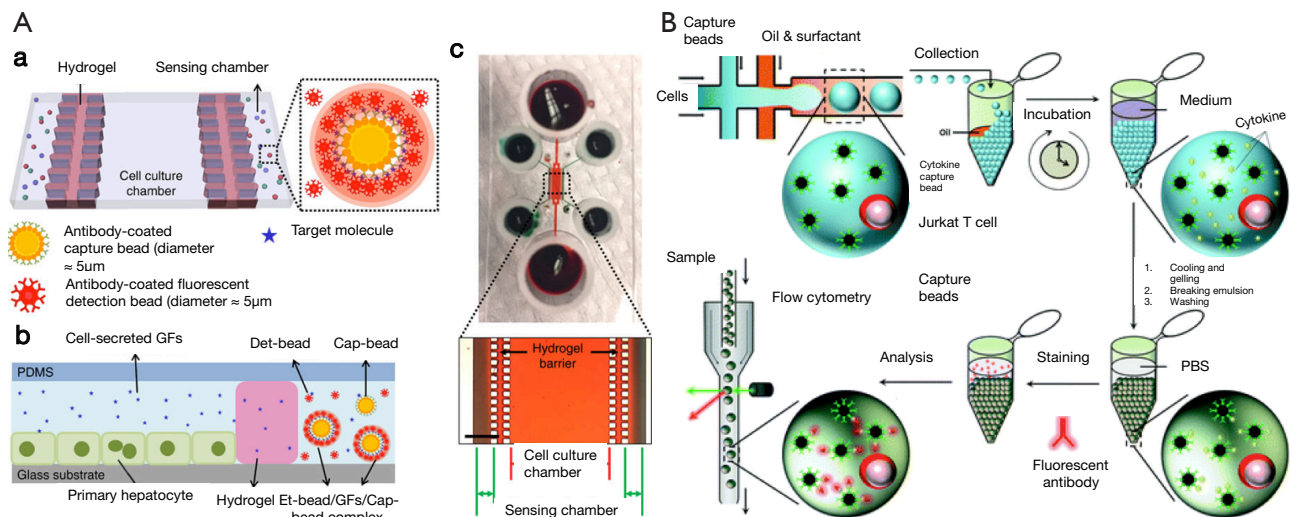 A
a
Hydrogel
Sensing chamber
Cell culture
chamber
Antibody-coated
capture bead (diameter
≈ 5um
Target molecule
Antibody-coated fluorescent
detection bead (diameter ≈ 5μm
b
Cell-secreted GFs
Det-bead
Cap-bead
PDMS
Glass substrate
Primary hepatocyte
Hydrogel
Et-bead/GFs/Cap-
bead complex
c
Hydrogel
barrier
Cell culture
chamber
Sensing chamber
B
Capture
beads
Oil & surfactant
Cells
Collection
Oil
Incubation
Medium
Cytokine
Cytokine
capture
bead
Jurkat T cell
1. Cooling and
gelling
2. Breaking emulsion
3. Washing
Sample
Flow cytometry
Capture
beads
Analysis
Staining
PBS
Fluorescent
antibody